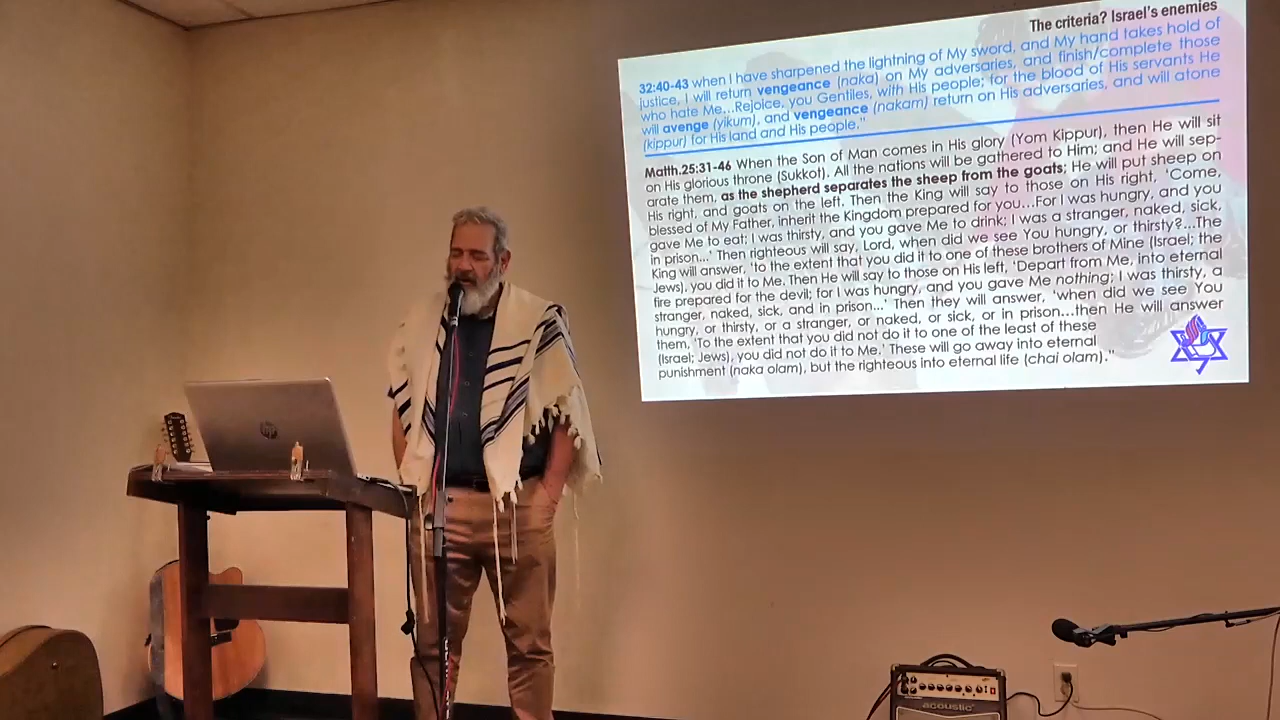 The criteria? Israel's enemies
32:40-43 when I have sharpened the lightning of My sword, and My hand takes hold of
justice, I will return vengeance (naka) on My adversaries, and finish/complete those
who hate Me...Rejoice, you Gentiles, with His people; for the blood of His servants He
will avenge (yikum), and vengeance (nakam) return on His adversaries, and will atone
(kippur) for His land and His people."
Matth.25:31-46 When the Son of Man comes in His glory (Yom Kippur), then He will sit
on His glorious throne (Sukkot). All the nations will be gathered to Him; and He will sep-
arate them, as the shepherd separates the sheep from the goats; He will put sheep on
His right, and goats on the left. Then the King will say to those on His right, 'Come,
blessed of My Father, inherit the Kingdom prepared for you...For I was hungry, and you
gave Me to eat; I was thirsty, and you gave Me to drink; I was a stranger, naked, sick,
in prison...' Then righteous will say, Lord, when did we see You hungry, or thirsty?...The
King will answer, 'to the extent that you did it to one of these brothers of Mine (Israel; the
Jews), you did it to Me. Then He will say to those on His left, 'Depart from Me, into eternal
fire prepared for the devil; for I was hungry, and you gave Me nothing; I was thirsty, a
stranger, naked, sick, and in prison...' Then they will answer, 'when did we see You
hungry, or thirsty, or a stranger, or naked, or sick, or in prison...then He will answer
them, 'To the extent that you did not do it to one of the least of these
(Israel; Jews), you did not do it to Me.' These will go away into eternal
punishment (naka olam), but the righteous into eternal life (chai olam)."
hp
acoustic